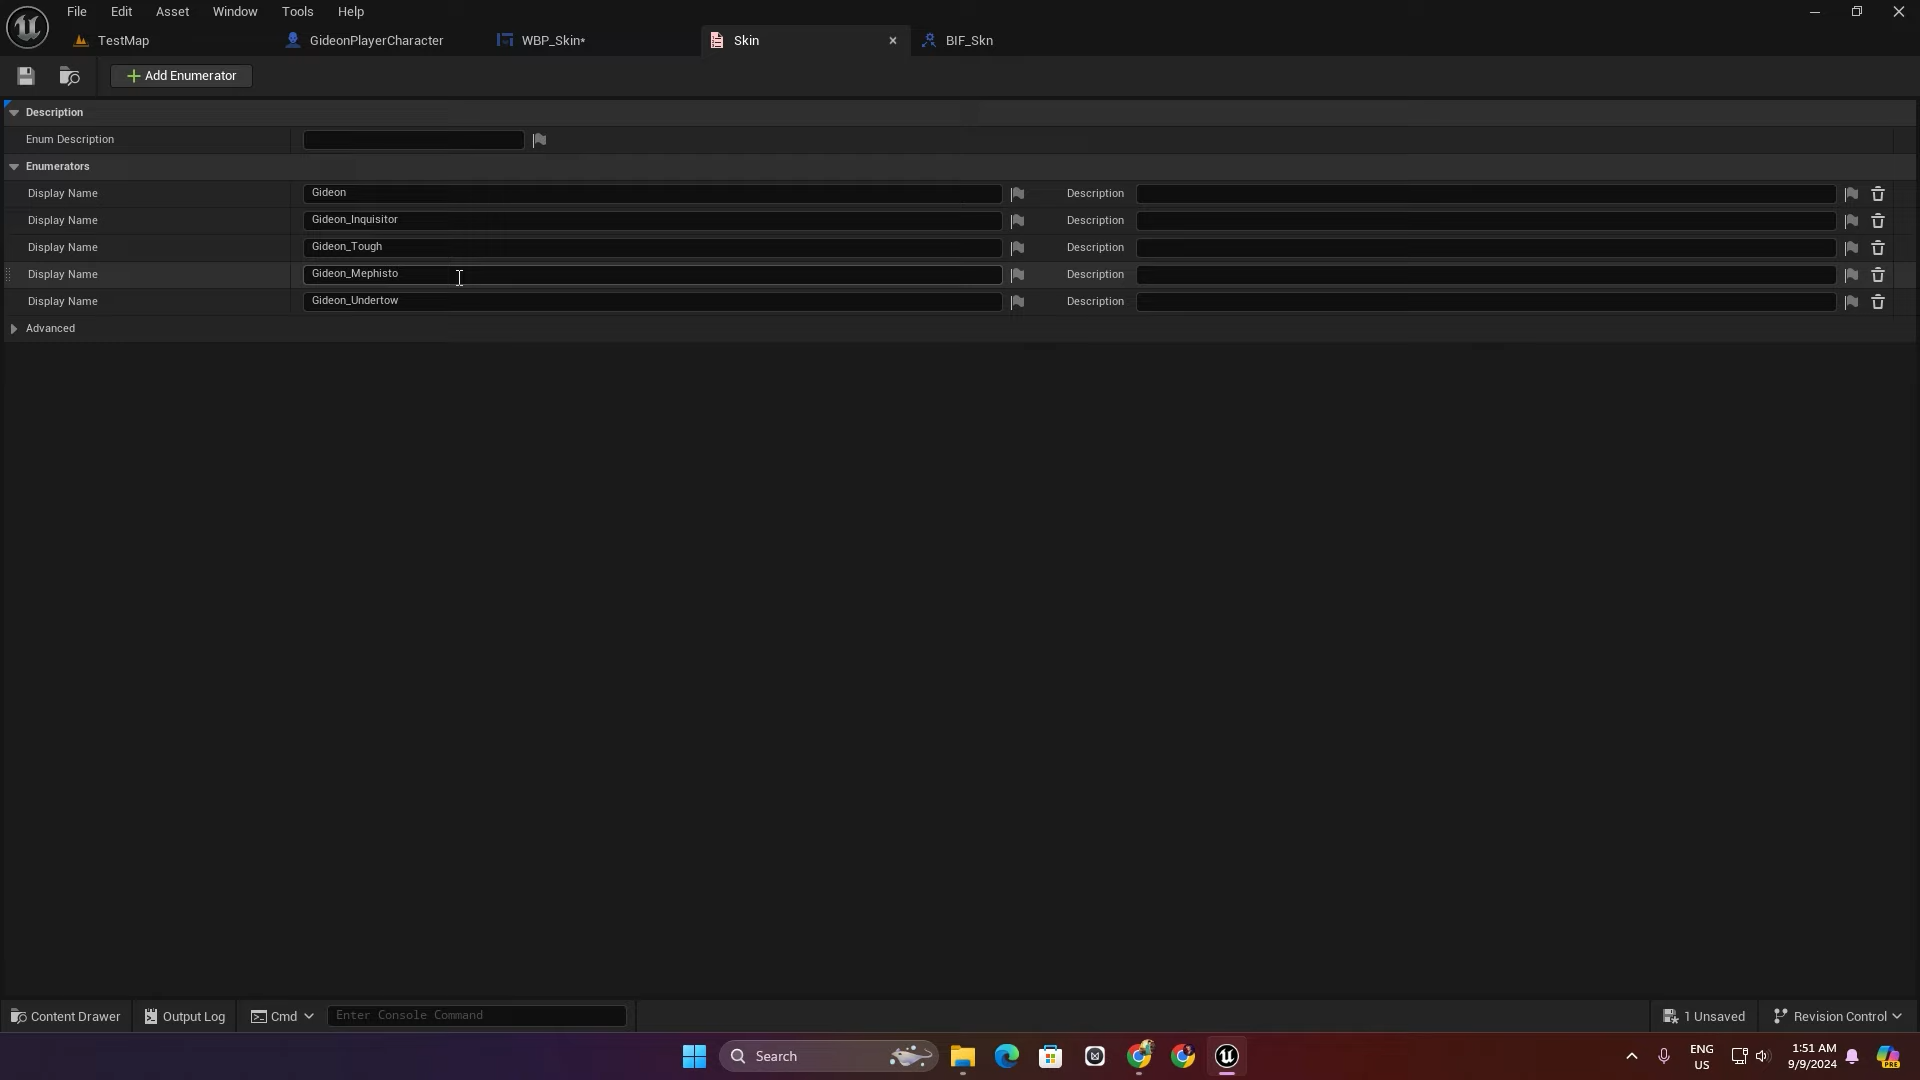 File Edit Asset Window Tools Help
TestMap GideonPlayerCharacter WBP_Skin* Skin BIF_Skn
Add Enumerator
Description
Enum Description
Enumerators
Display Name Gideon Description
Display Name Gideon_Inquisitor Description
Display Name Gideon_Tough Description
Display Name Gideon_Mephisto Description
Display Name Gideon_Undertow Description
Advanced
Content Drawer Output Log Cmd Enter Console Command 1 Unsaved Revision Control
Search ENG 1:51 AM
US 9/9/2024
PRE